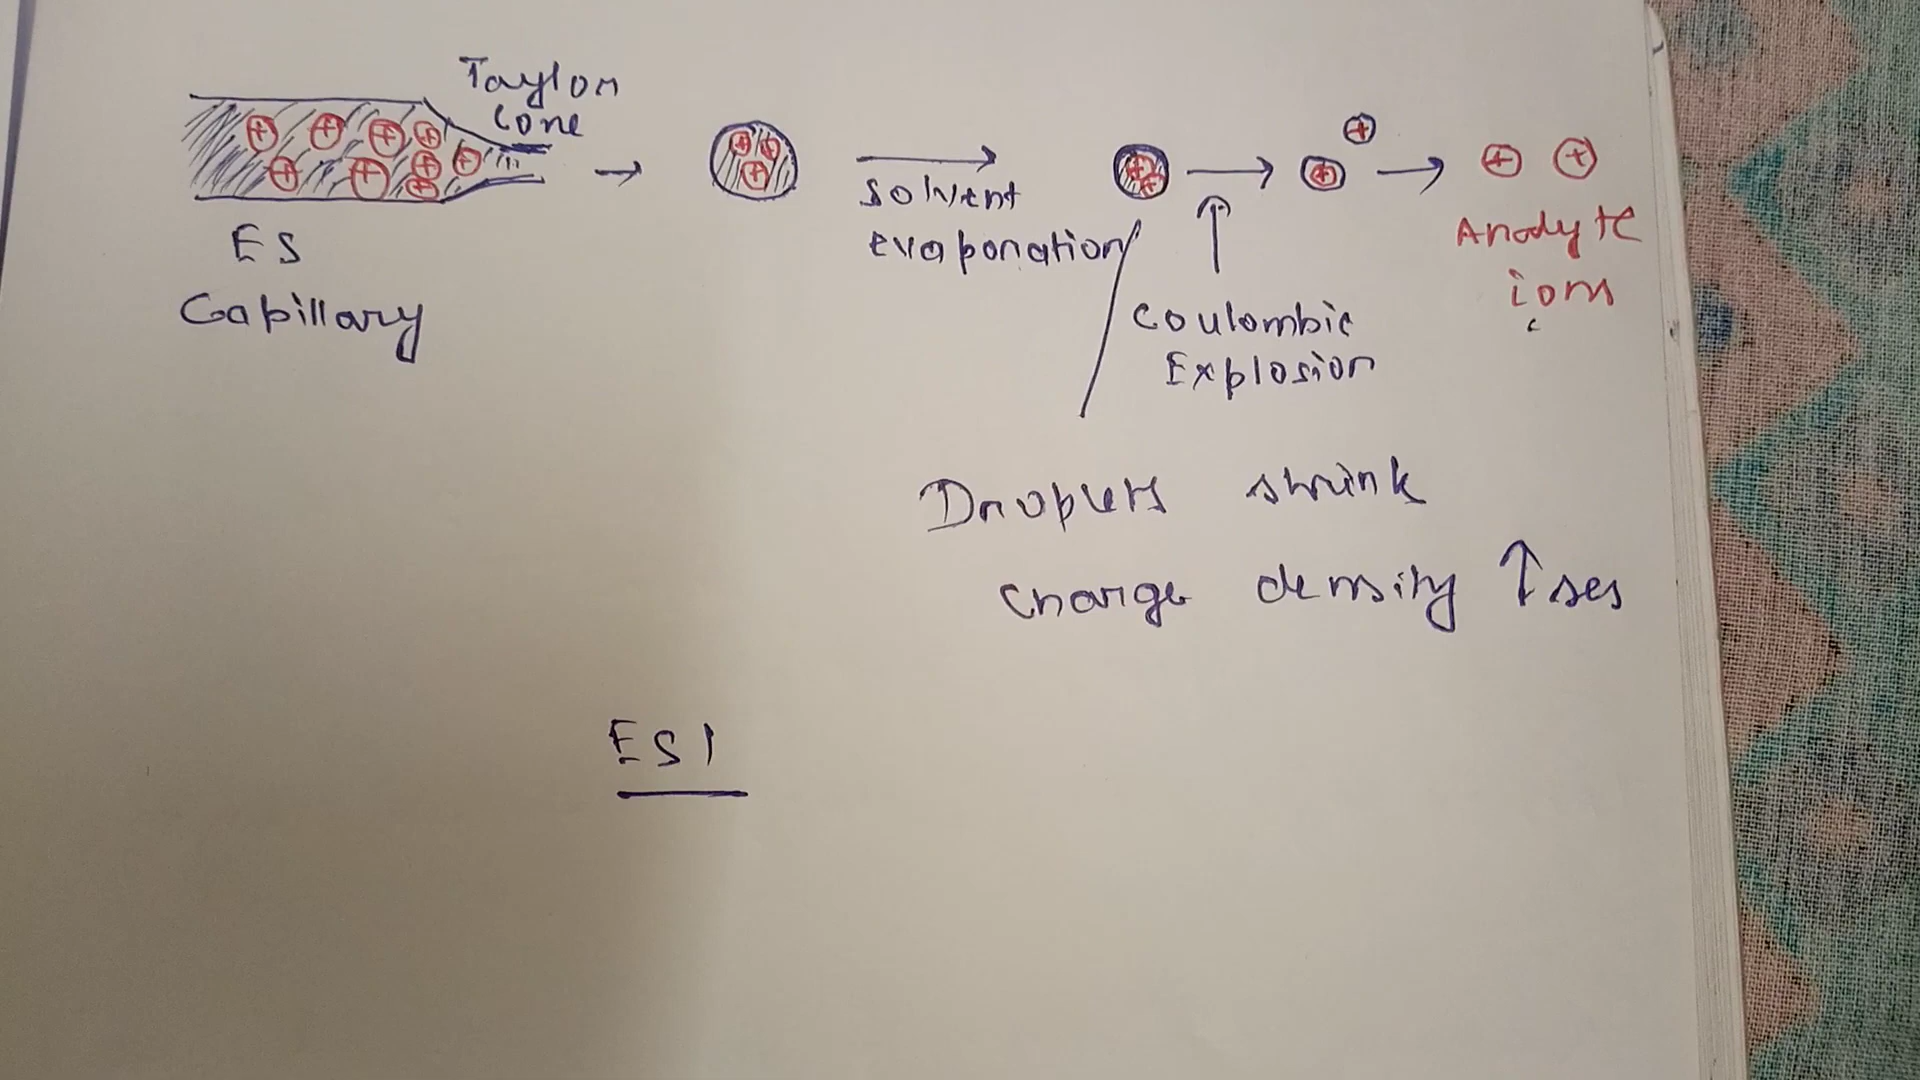 Taylor
Cone
ES
Capillary
Solvent
evaporation
Coulombic
Explosion
Analyte
ions
Droplets shrink
charge density ↑ses
ESI